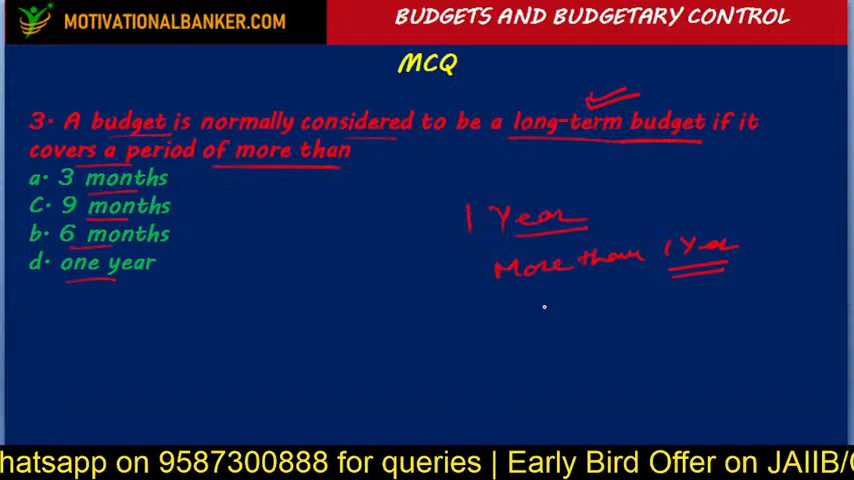 MOTIVATIONALBANKER.COM
BUDGETS AND BUDGETARY CONTROL
MCQ
3. A budget is normally considered to be a long-term budget if it
covers a period of more than
a. 3 months
C. 9 months
b. 6 months
d. one year
1 Year
More than 1 Year
hatsapp on 9587300888 for queries | Early Bird Offer on JAIIB/